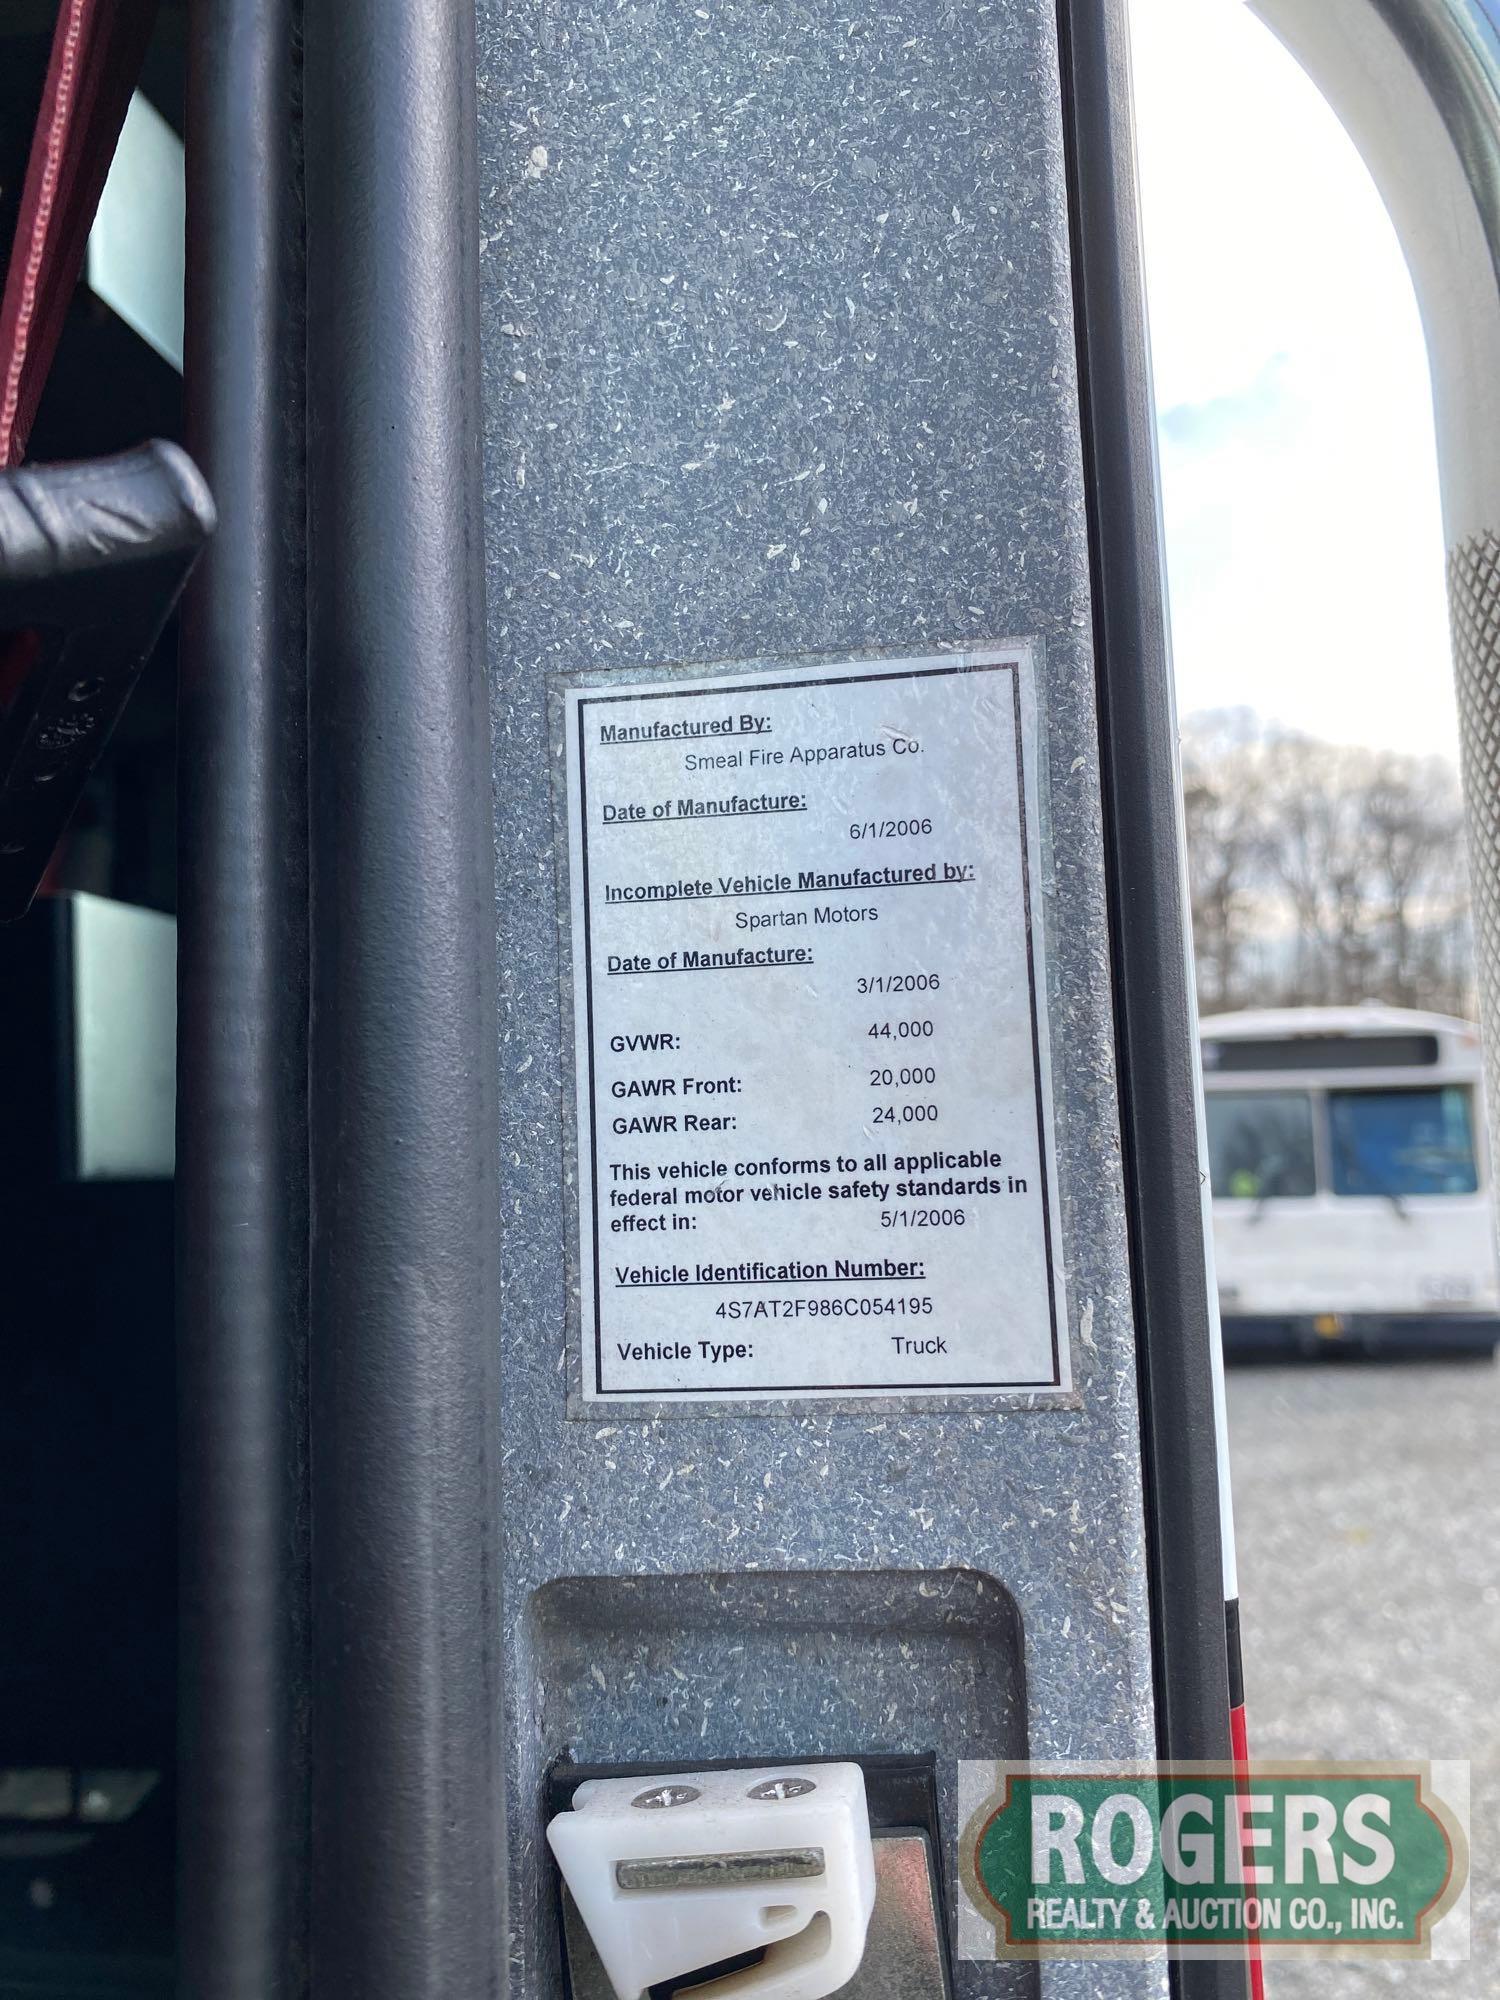 Manufactured By:
Smeal Fire Apparatus Co.
Date of Manufacture:
6/1/2006
Incomplete Vehicle Manufactured by:
Spartan Motors
Date of Manufacture:
3/1/2006
GVWR: 44,000
GAWR Front: 20,000
GAWR Rear: 24,000
This vehicle conforms to all applicable
federal motor vehicle safety standards in
effect in: 5/1/2006
Vehicle Identification Number:
4S7AT2F986C054195
Vehicle Type: Truck
ROGERS
REALTY & AUCTION CO., INC.